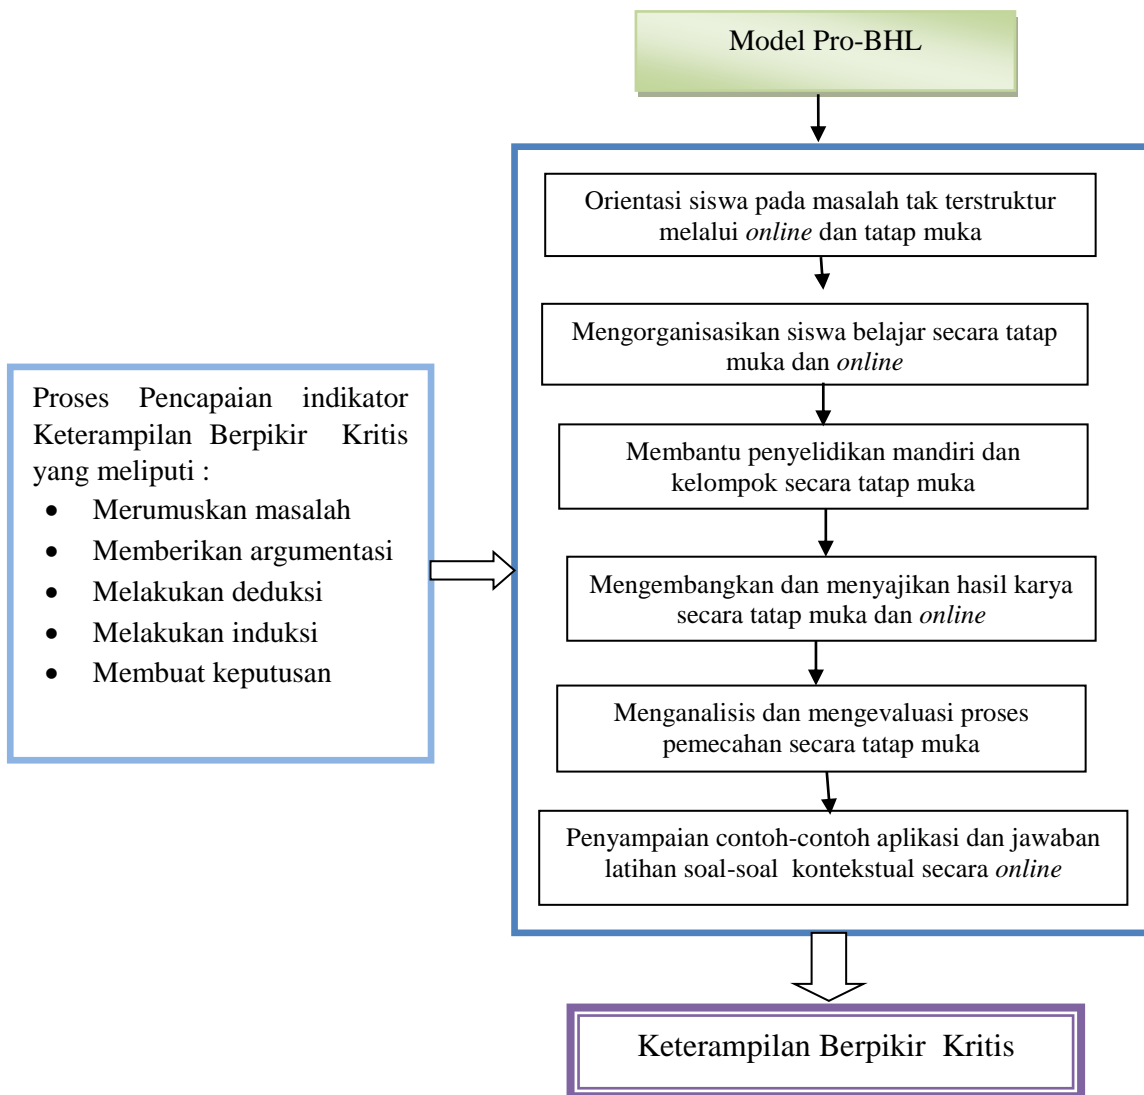 Model Pro-BHL
Orientasi siswa pada masalah tak terstruktur
melalui online dan tatap muka
Mengorganisasikan siswa belajar secara tatap
muka dan online
Proses Pencapaian indikator
Keterampilan Berpikir Kritis
yang meliputi :
• Merumuskan masalah
• Memberikan argumentasi
• Melakukan deduksi
• Melakukan induksi
• Membuat keputusan
Membantu penyelidikan mandiri dan
kelompok secara tatap muka
Mengembangkan dan menyajikan hasil karya
secara tatap muka dan online
Menganalisis dan mengevaluasi proses
pemecahan secara tatap muka
Penyampaian contoh-contoh aplikasi dan jawaban
latihan soal-soal kontekstual secara online
Keterampilan Berpikir Kritis